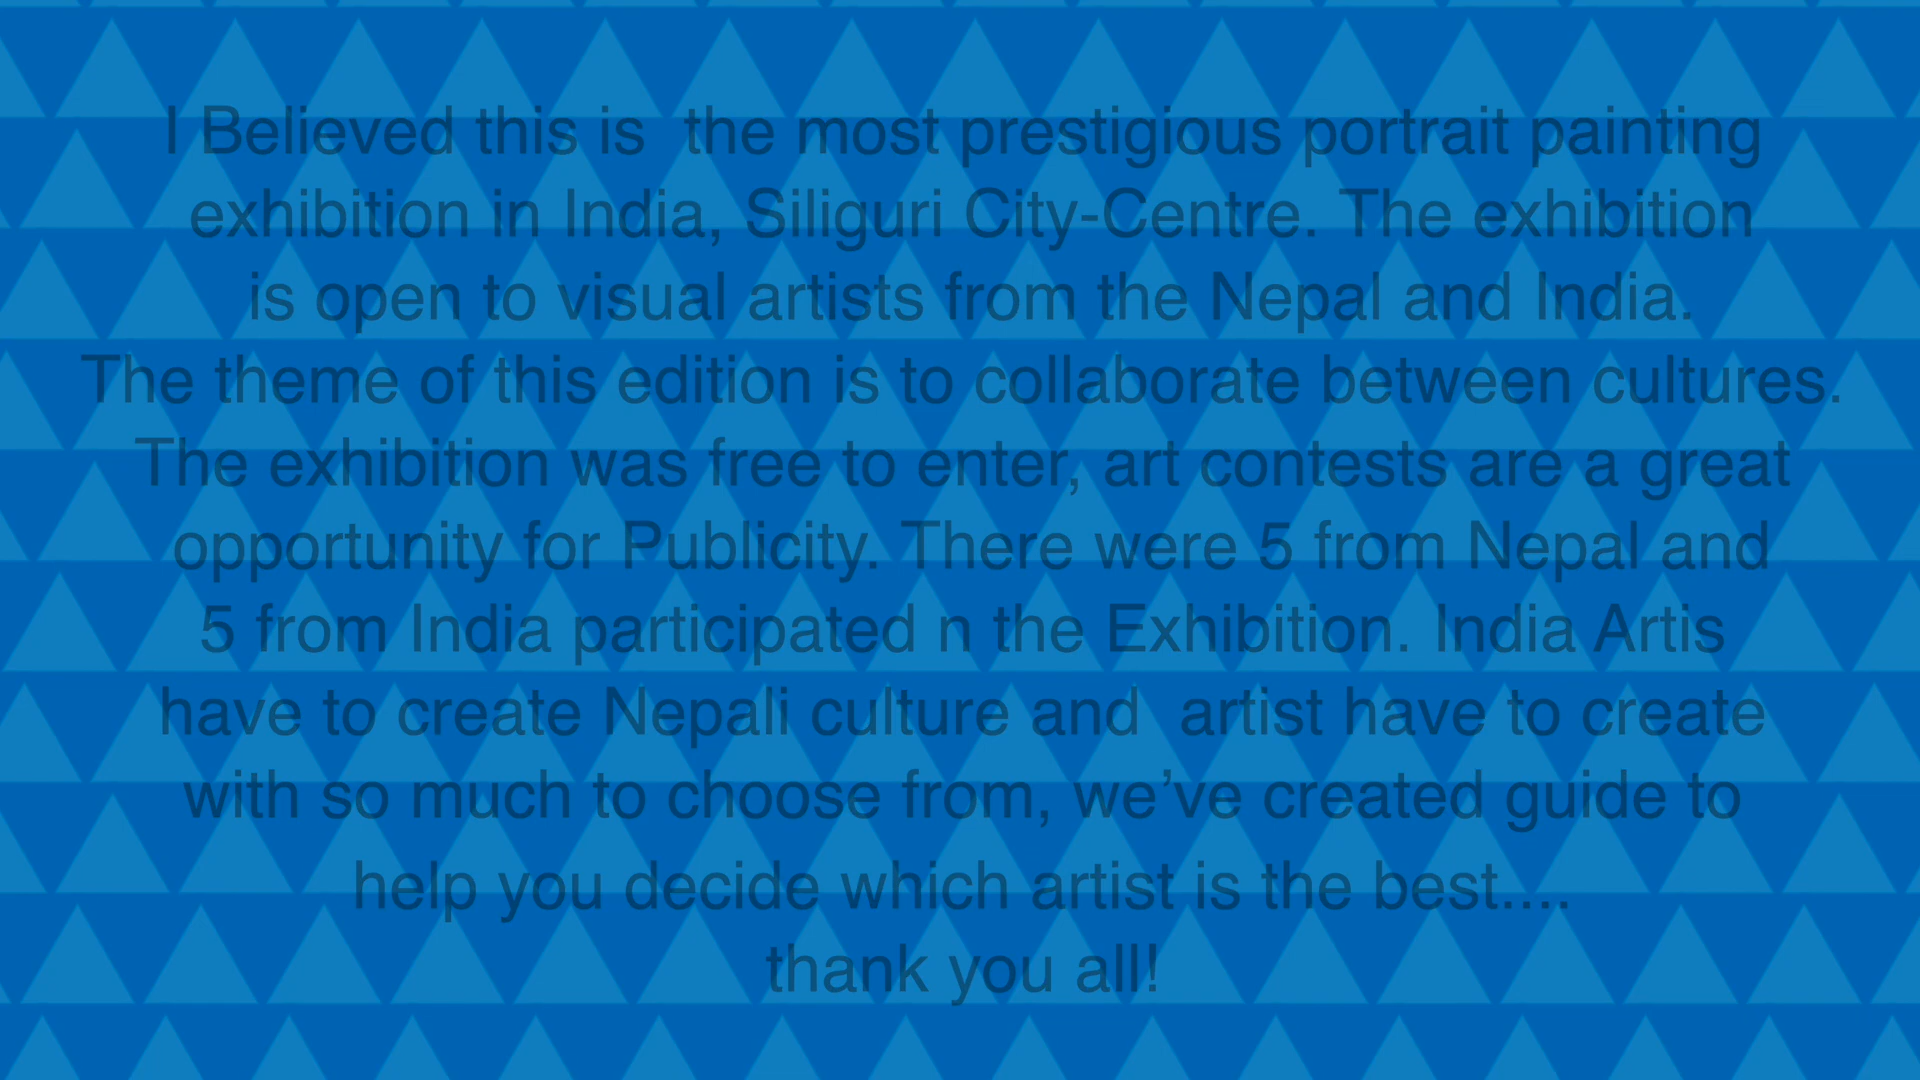 I Believed this is  the most prestigious portrait painting
exhibition in India, Siliguri City-Centre. The exhibition
is open to visual artists from the Nepal and India.
The theme of this edition is to collaborate between cultures.
The exhibition was free to enter, art contests are a great
opportunity for Publicity. There were 5 from Nepal and
5 from India participated n the Exhibition. India Artis
have to create Nepali culture and  artist have to create
with so much to choose from, we’ve created guide to
help you decide which artist is the best....
thank you all!